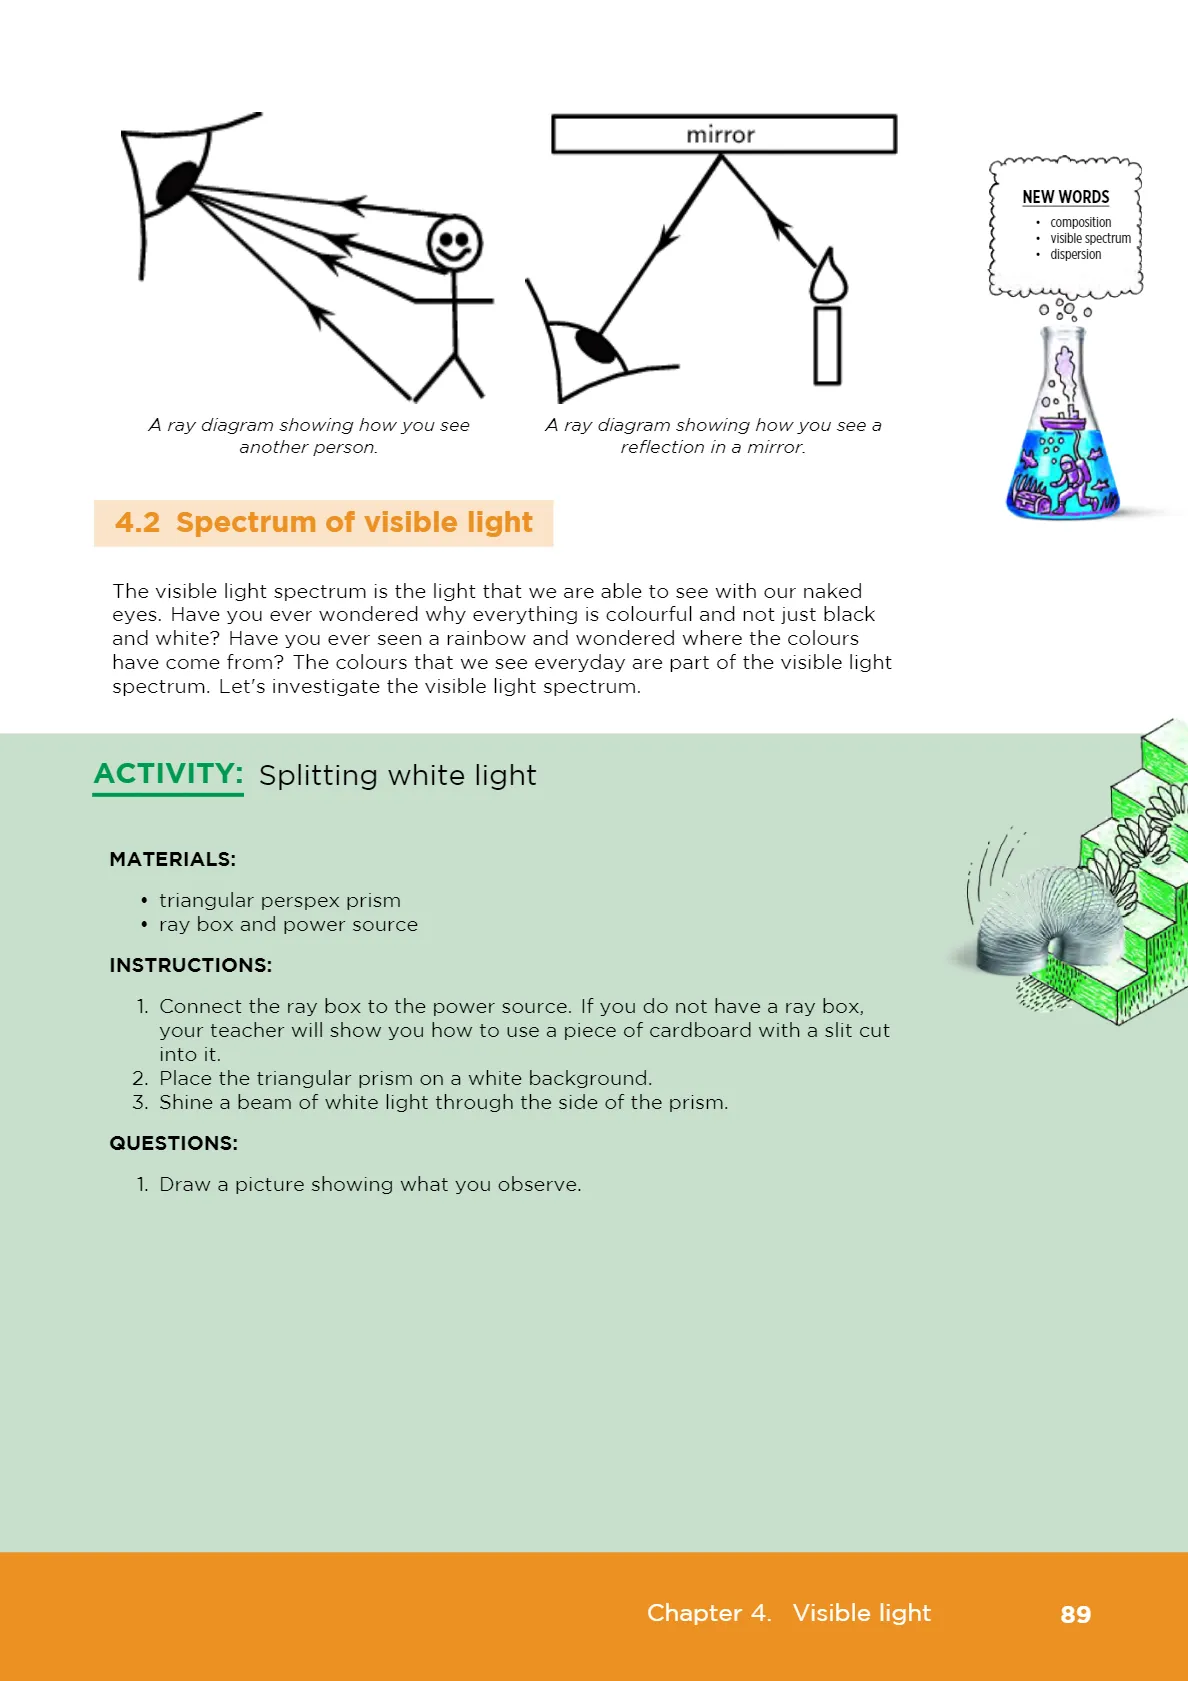 mirror
A ray diagram showing how you see
another person.
A ray diagram showing how you see a
reflection in a mirror.
NEW WORDS
• composition
• visible spectrum
• dispersion
4.2 Spectrum of visible light
The visible light spectrum is the light that we are able to see with our naked
eyes. Have you ever wondered why everything is colourful and not just black
and white? Have you ever seen a rainbow and wondered where the colours
have come from? The colours that we see everyday are part of the visible light
spectrum. Let's investigate the visible light spectrum.
ACTIVITY: Splitting white light
MATERIALS:
• triangular perspex prism
• ray box and power source
INSTRUCTIONS:
1. Connect the ray box to the power source. If you do not have a ray box,
your teacher will show you how to use a piece of cardboard with a slit cut
into it.
2. Place the triangular prism on a white background.
3. Shine a beam of white light through the side of the prism.
QUESTIONS:
1. Draw a picture showing what you observe.
Chapter 4. Visible light 89